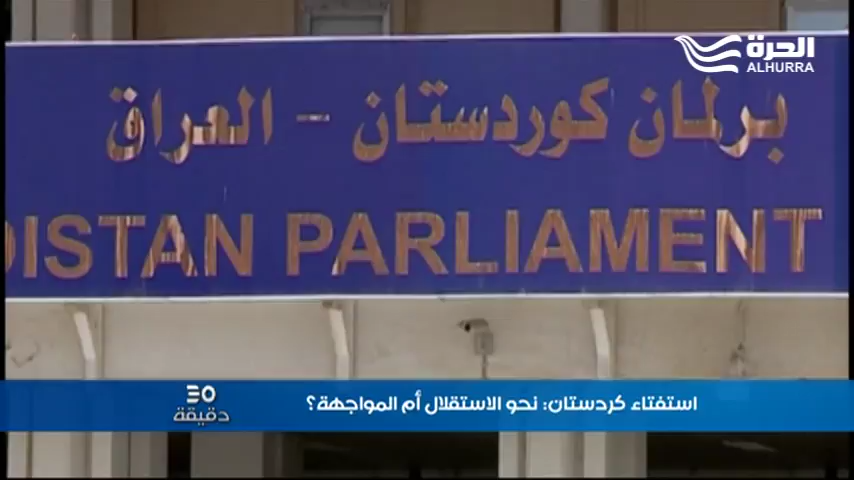 الحرة
ALHURRA
برلمان كوردستان - العراق
DISTAN PARLIAMENT
استفتاء كردستان: نحو الاستقلال أم المواجهة؟
30
دقيقة